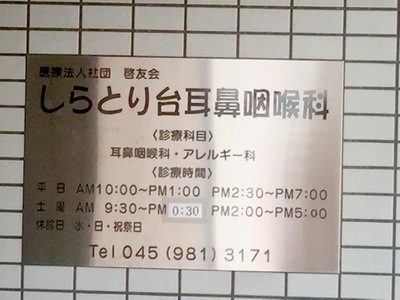 医療法人社団 啓友会
しらとり台耳鼻咽喉科
〈診療科目〉
耳鼻咽喉科・アレルギー科
〈診療時間〉
平 日 AM10:00〜PM1:00 PM2:30〜PM7:00
土 曜 AM 9:30〜PM 0:30 PM2:00〜PM5:00
休診日 水・日・祝祭日
Tel 045 (981) 3171